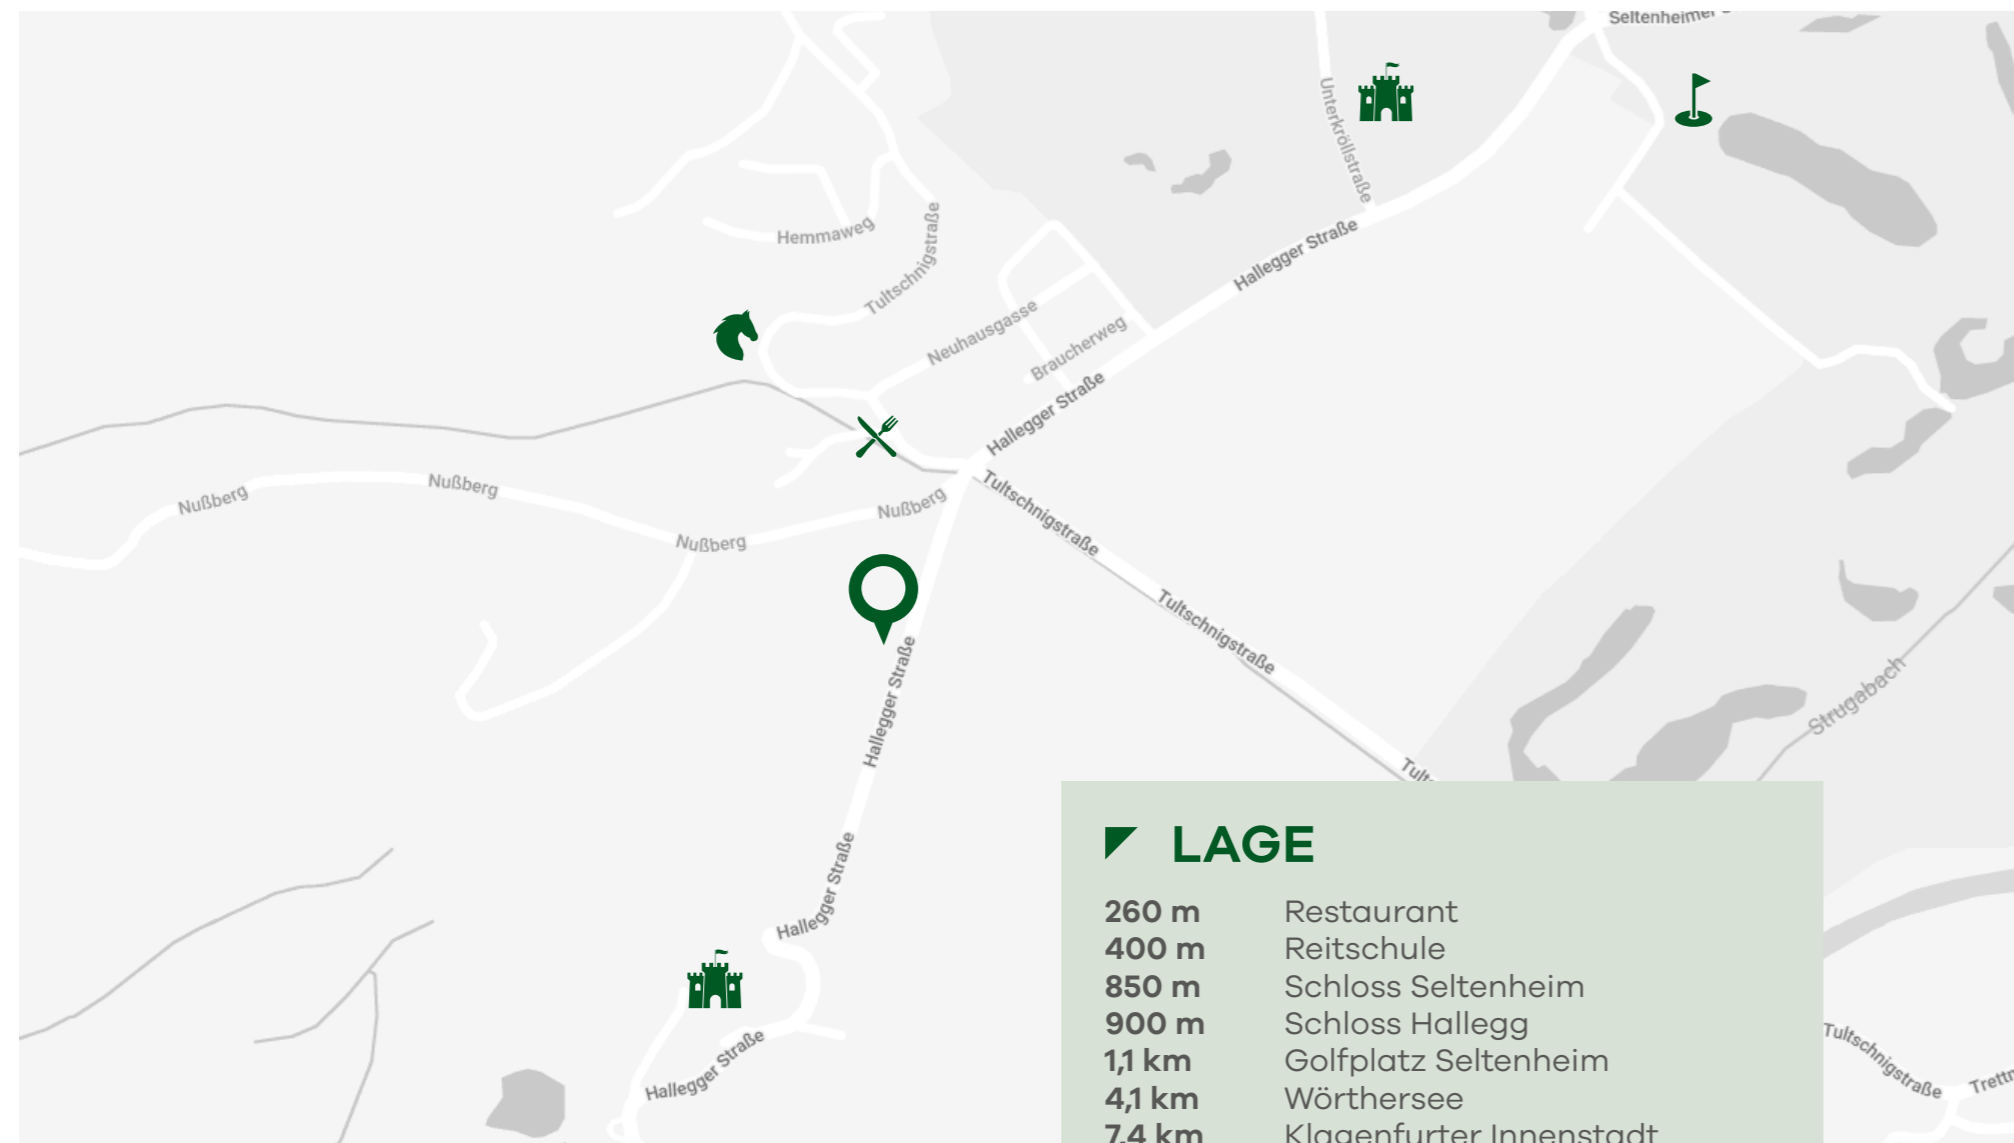 Seltenheimer
Unterkröllstraße
Hemmaweg
Tultschnigstraße
Hallegger Straße
Neuhausgasse
Braucherweg
Hallegger Straße
Nußberg
Nußberg
Nußberg
Nußberg
Tultschnigstraße
Tultschnigstraße
Hallegger Straße
Strugabach
Hallegger Straße
Hallegger Straße
Tultschnigstraße
LAGE
260 m Restaurant
400 m Reitschule
850 m Schloss Seltenheim
900 m Schloss Hallegg
1,1 km Golfplatz Seltenheim
4,1 km Wörthersee
7,4 km Klagenfurter Innenstadt